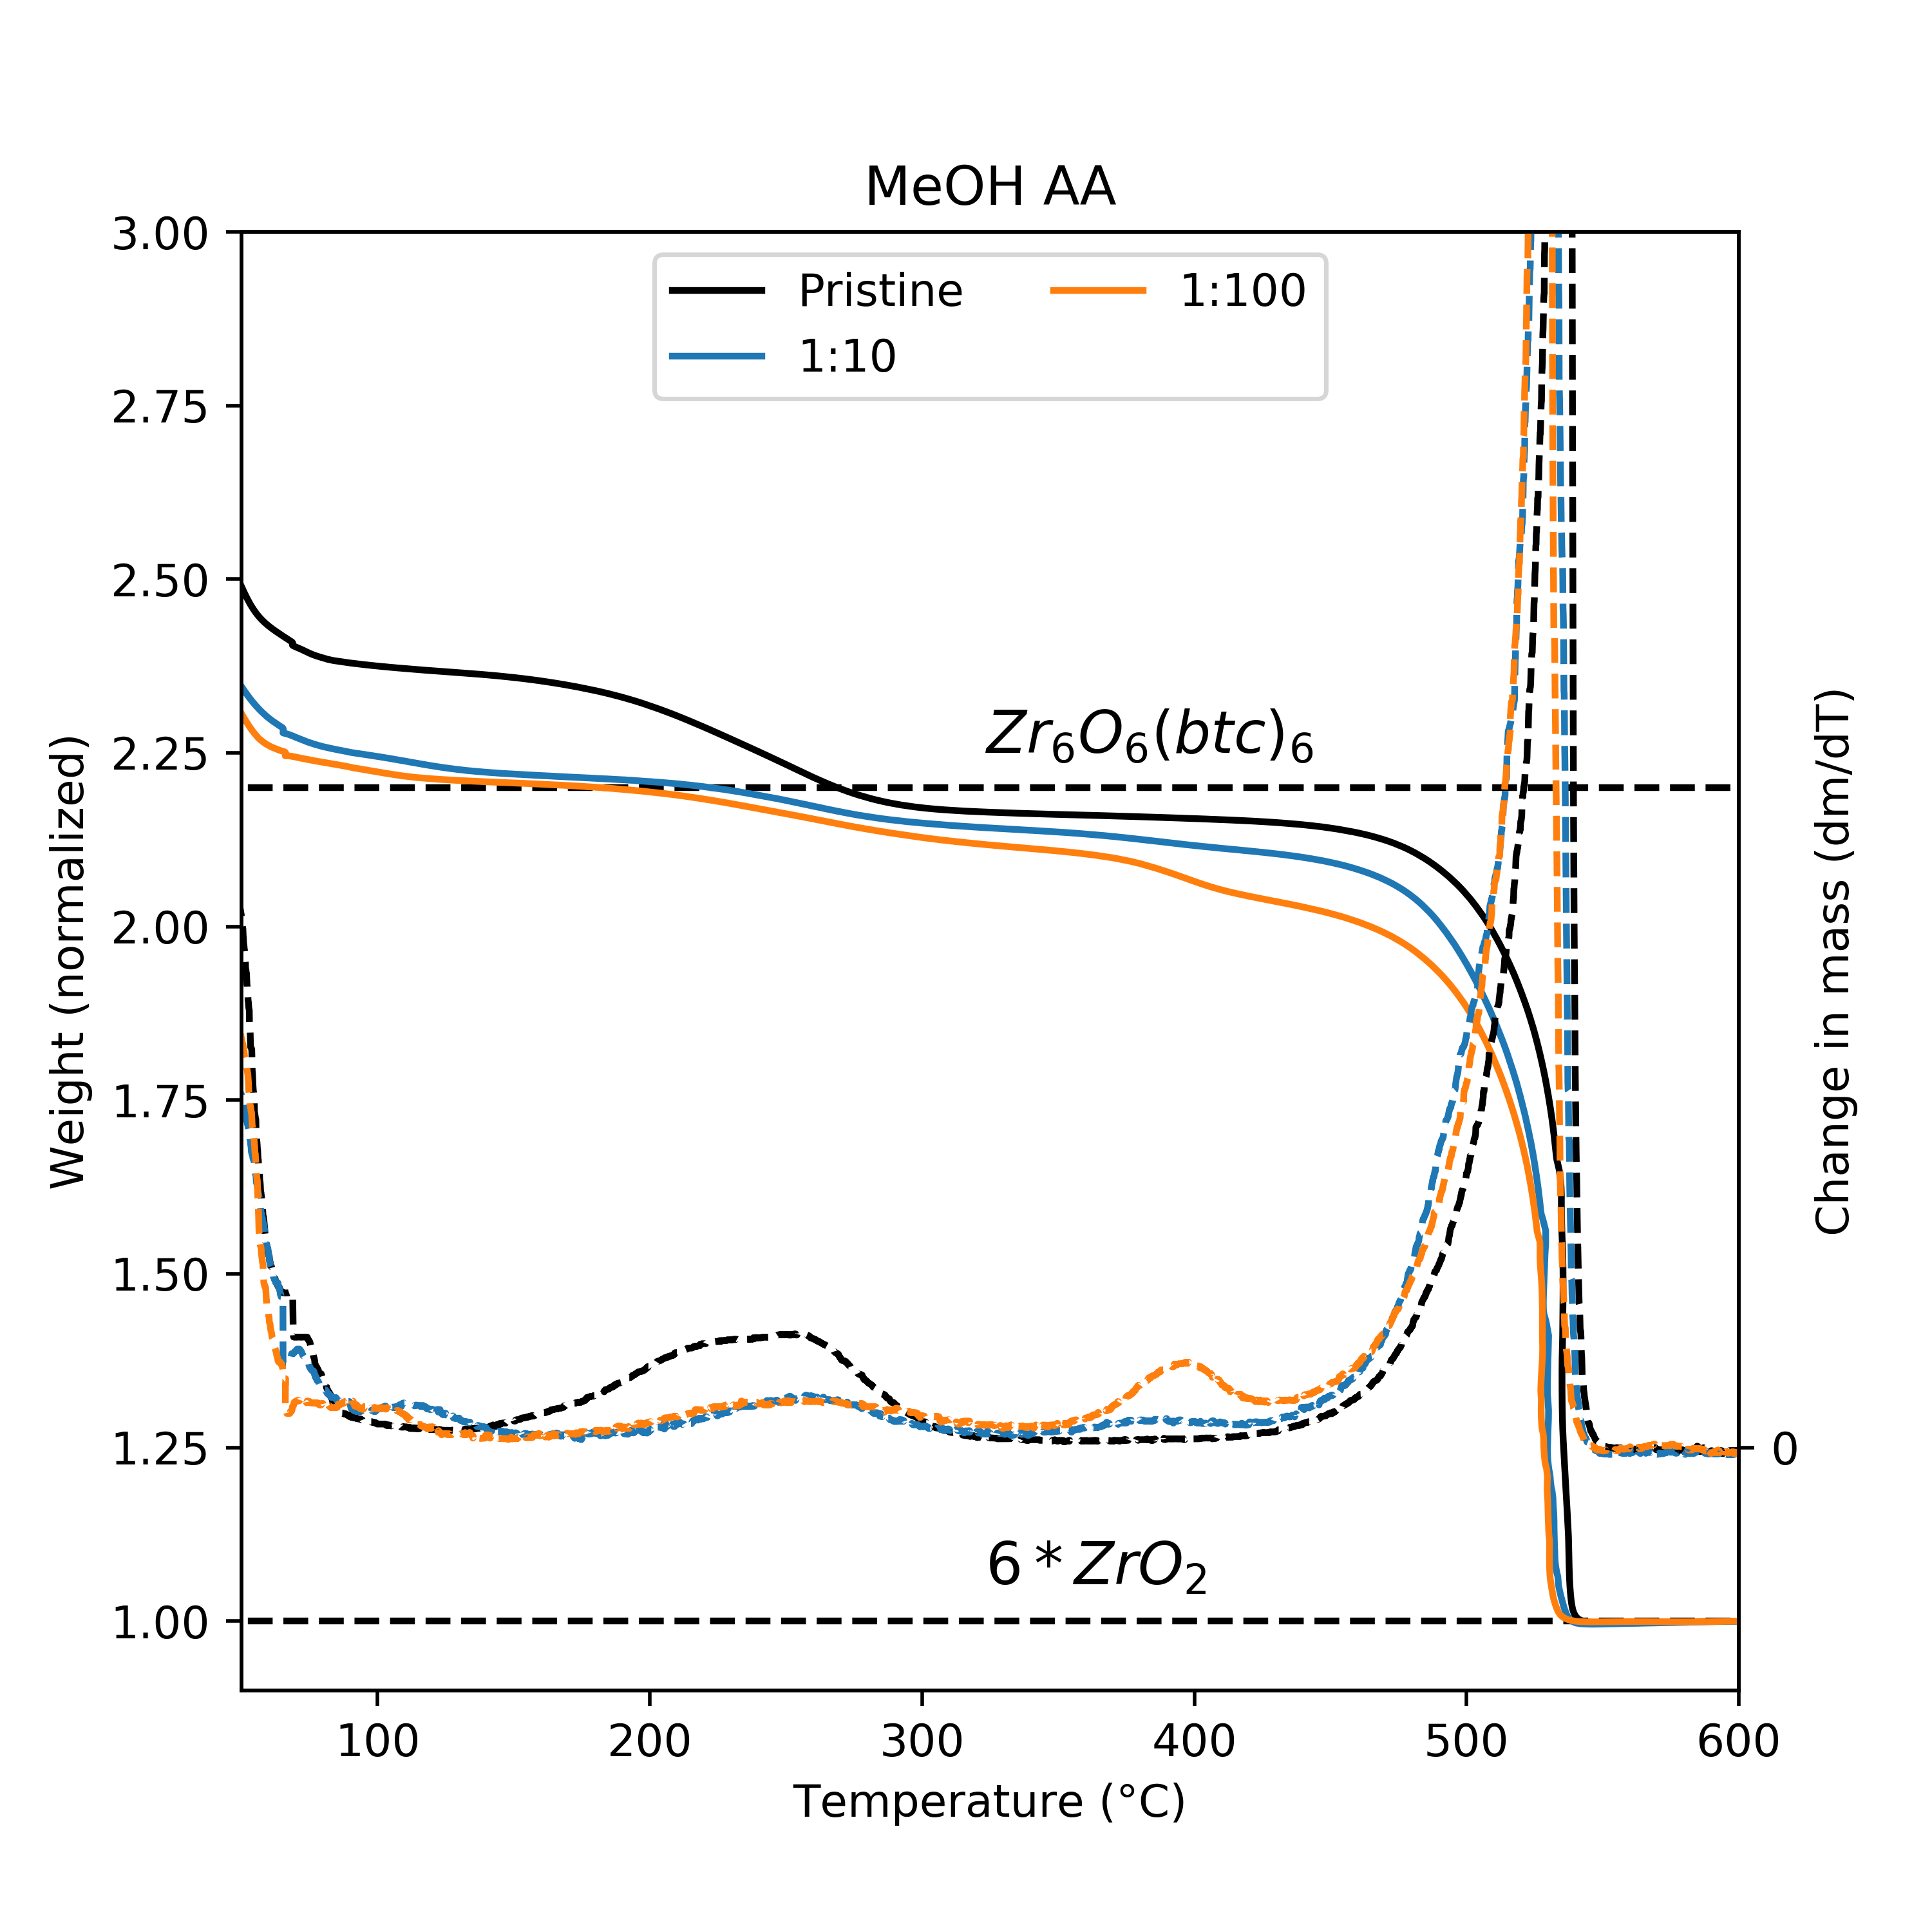 MeOH AA
Pristine
1:10
1:100
3.00
2.75
2.50
2.25
2.00
1.75
1.50
1.25
1.00
Weight (normalized)
Zr₆O₆(btc)₆
6 * ZrO₂
0
Change in mass (dm/dT)
100 200 300 400 500 600
Temperature (°C)